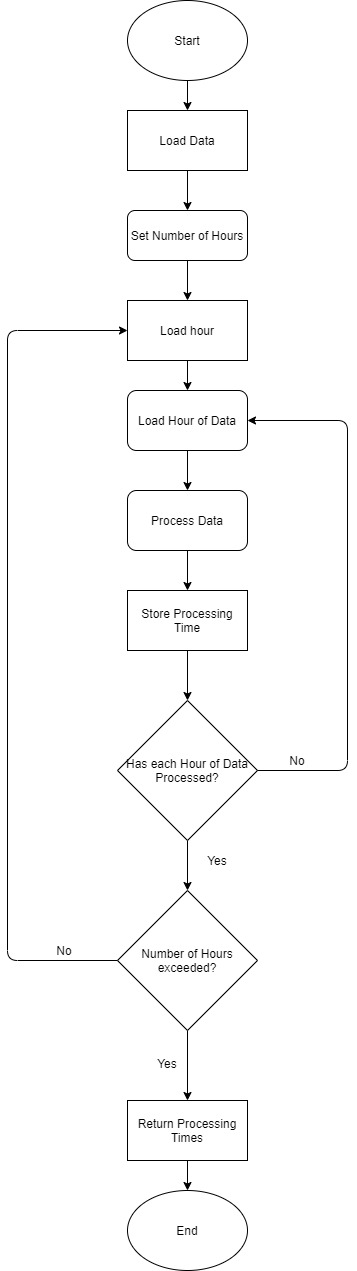 Start
Load Data
Set Number of Hours
Load hour
Load Hour of Data
Process Data
Store Processing
Time
Has each Hour of Data
Processed?
No
Yes
Number of Hours
exceeded?
No
Yes
Return Processing
Times
End